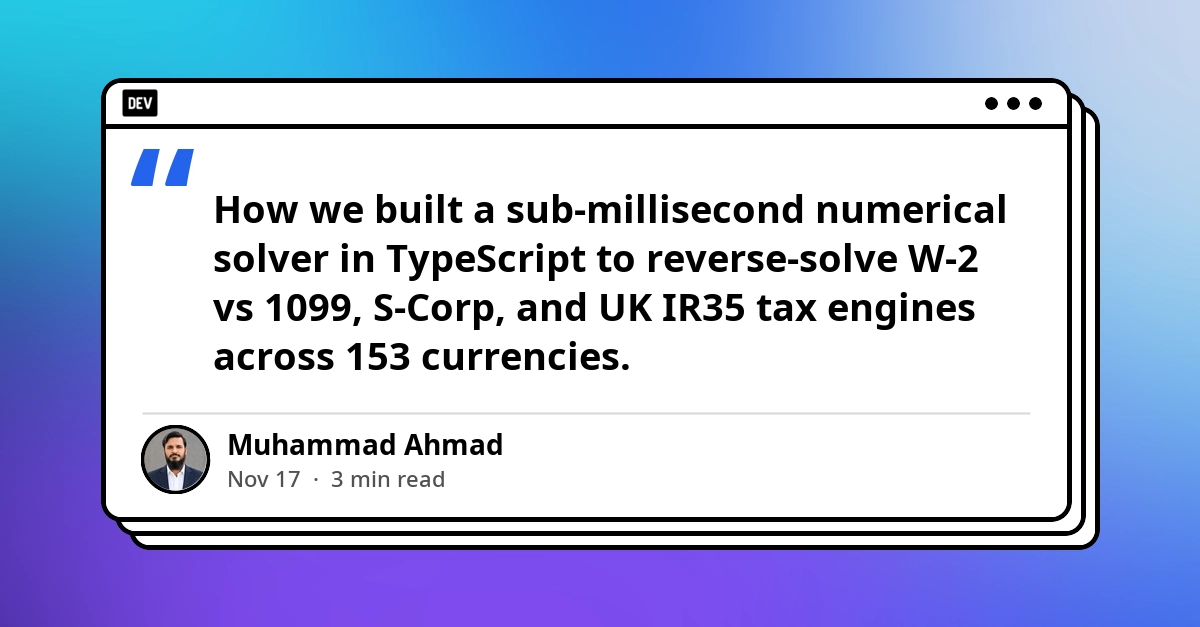 DEV
“
How we built a sub-millisecond numerical
solver in TypeScript to reverse-solve W-2
vs 1099, S-Corp, and UK IR35 tax engines
across 153 currencies.
Muhammad Ahmad
Nov 17 · 3 min read